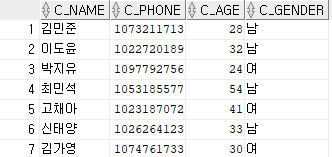 C_NAME C_PHONE C_AGE C_GENDER
1 김민준 1073211713 28 남
2 이도윤 1022720189 32 남
3 박지유 1097792756 24 여
4 최민석 1053185577 54 남
5 고채아 1023187072 41 여
6 신태양 1026264123 33 남
7 김가영 1074761733 30 여